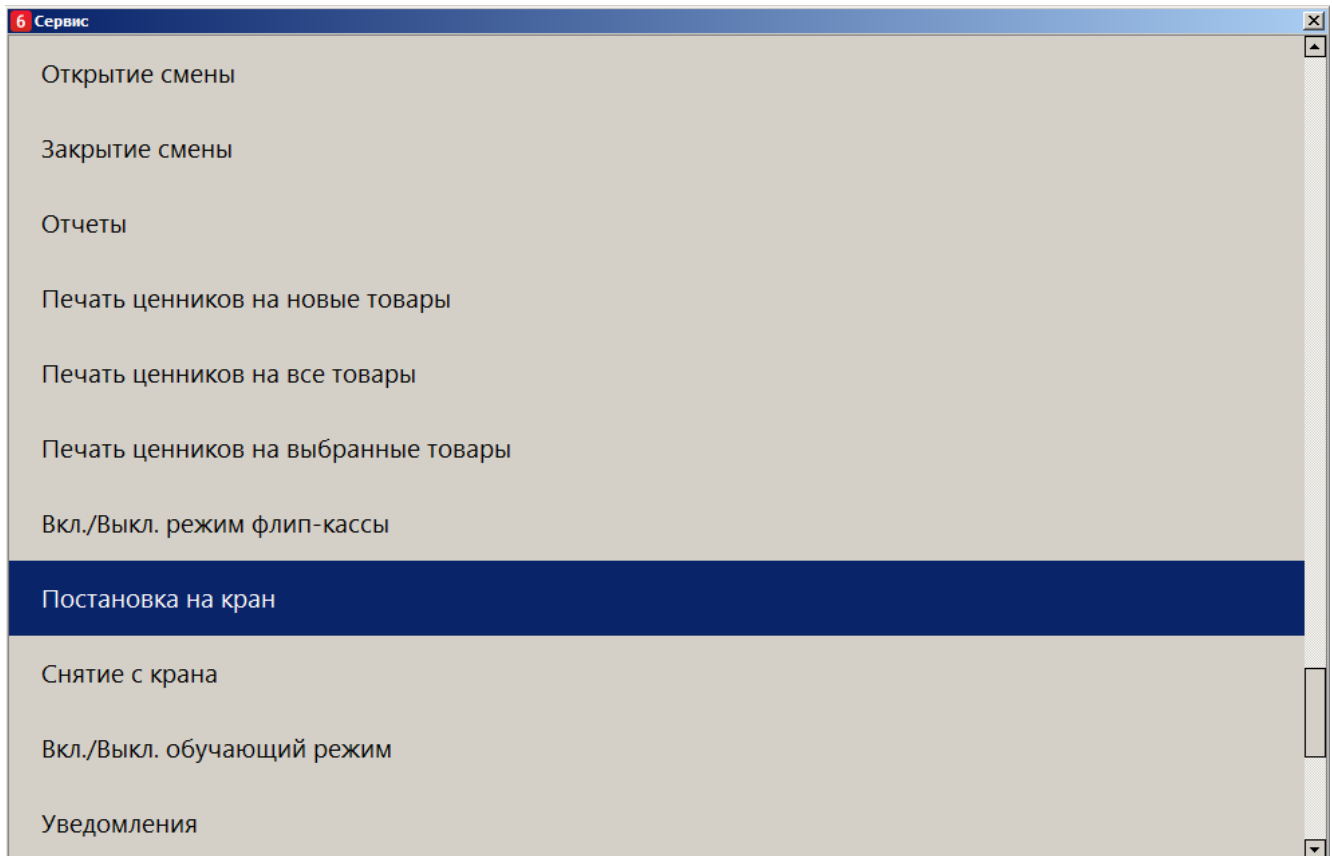 6 Сервис
Открытие смены
Закрытие смены
Отчеты
Печать ценников на новые товары
Печать ценников на все товары
Печать ценников на выбранные товары
Вкл./Выкл. режим флип-кассы
Постановка на кран
Снятие с крана
Вкл./Выкл. обучающий режим
Уведомления